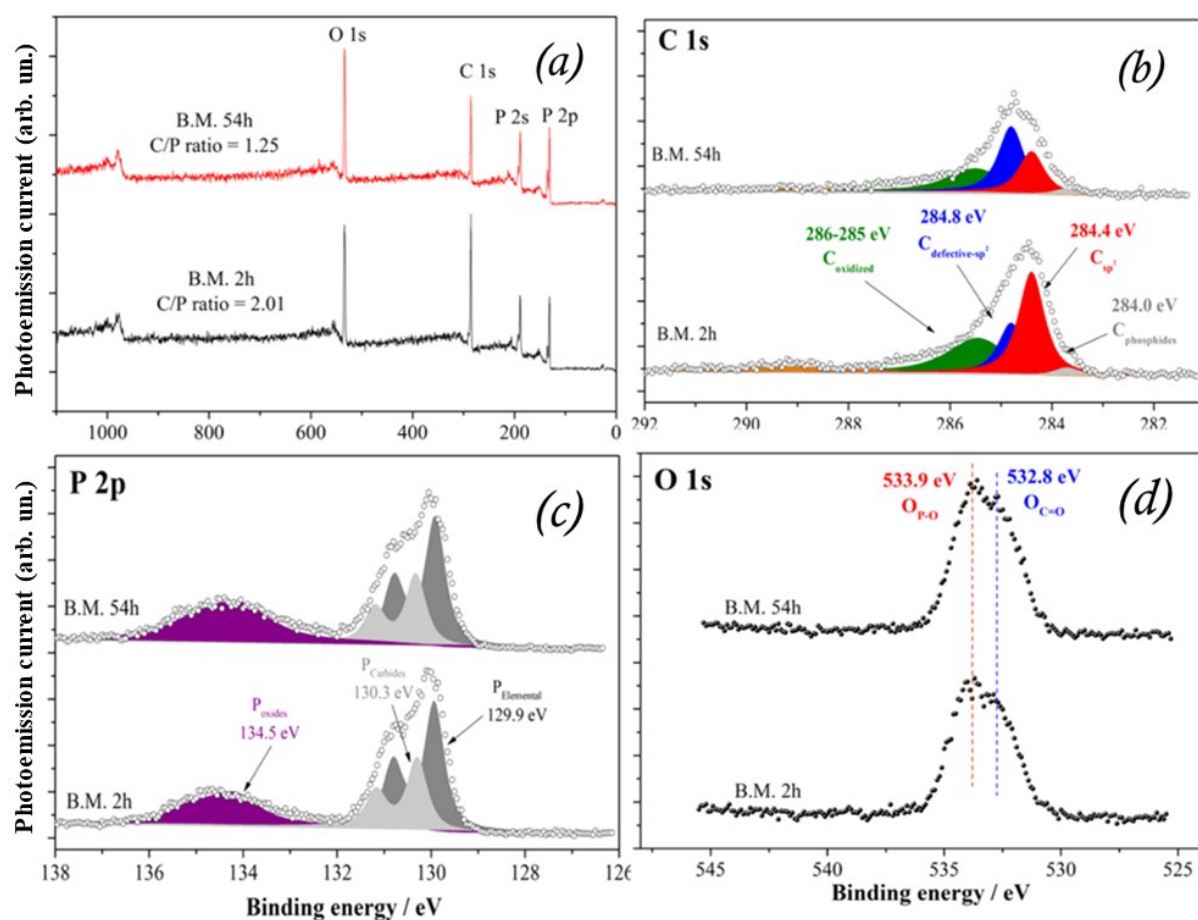 Photoemission current (arb. un.)
(a)
O 1s
C 1s
P 2s
P 2p
B.M. 54h
C/P ratio = 1.25
B.M. 2h
C/P ratio = 2.01
1000 800 600 400 200 0
C 1s
(b)
B.M. 54h
286-285 eV
C oxidized
284.8 eV
C defective-sp²
284.4 eV
C sp²
284.0 eV
C phosphides
B.M. 2h
292 290 288 286 284 282
Photoemission current (arb. un.)
P 2p
(c)
B.M. 54h
P Carbides
130.3 eV
P Elemental
129.9 eV
P oxides
134.5 eV
B.M. 2h
138 136 134 132 130 128 126
Binding energy / eV
O 1s
(d)
533.9 eV
O P-O
532.8 eV
O C=O
B.M. 54h
B.M. 2h
545 540 535 530 525
Binding energy / eV